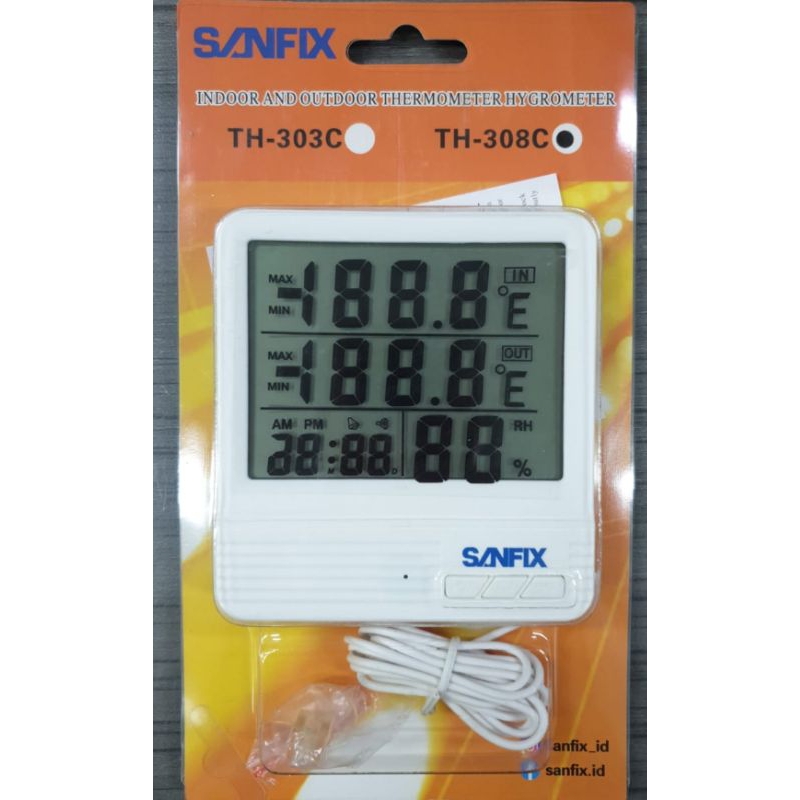 SANFIX
INDOOR AND OUTDOOR THERMOMETER HYGROMETER
TH-303C TH-308C
MAX -188.8 °E IN
MIN
MAX -188.8 °E OUT
MIN
AM PM 88 RH
28:88 %
M D
SANFIX
anfix_id
sanfix.id